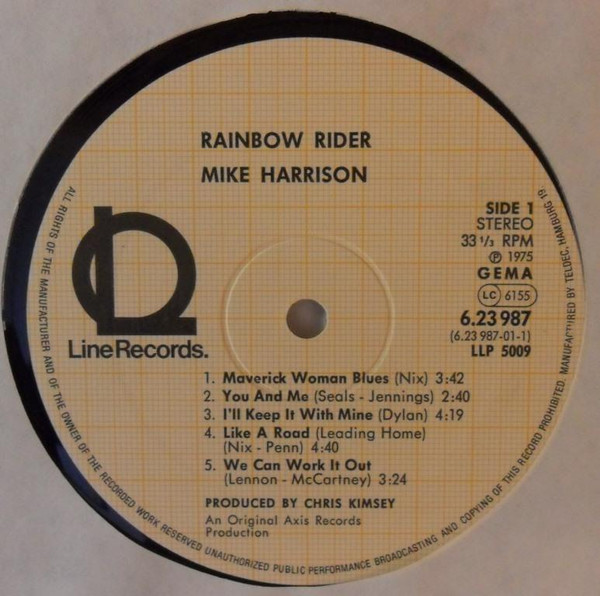 RAINBOW RIDER
MIKE HARRISON
SIDE 1
STEREO
33 1/3 RPM
Ⓟ 1975
GEMA
LC 6155
6.23 987
(6.23 987-01-1)
LLP 5009
Line Records.
1. Maverick Woman Blues (Nix) 3:42
2. You And Me (Seals - Jennings) 2:40
3. I'll Keep It With Mine (Dylan) 4:19
4. Like A Road (Leading Home)
(Nix - Penn) 4:40
5. We Can Work It Out
(Lennon - McCartney) 3:24
PRODUCED BY CHRIS KIMSEY
An Original Axis Records
Production
ALL RIGHTS OF THE MANUFACTURER AND OF THE OWNER OF THE RECORDED WORK RESERVED UNAUTHORIZED PUBLIC PERFORMANCE BROADCASTING AND COPYING OF THIS RECORD PROHIBITED. MANUFACTURED BY TELDEC, HAMBURG 19